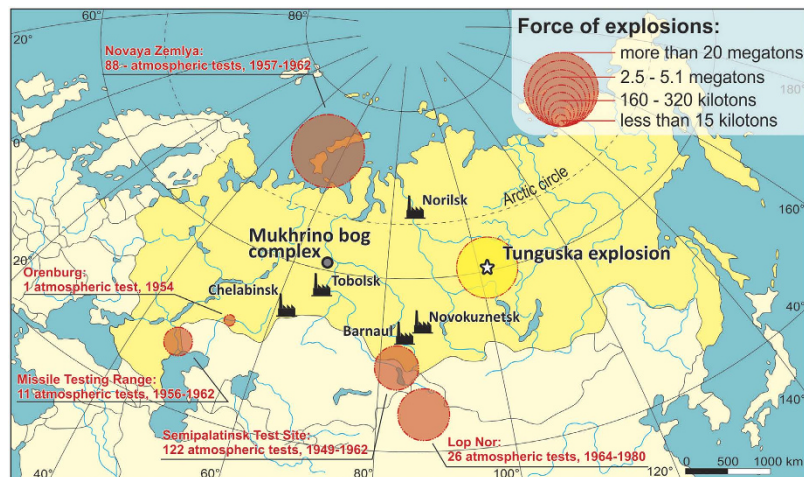 80°
80°
20°
Novaya Zemlya:
88 - atmospheric tests, 1957-1962
Force of explosions:
more than 20 megatons
2.5 - 5.1 megatons
160 - 320 kilotons
less than 15 kilotons
180°
0°
Norilsk
Arctic circle
160°
Mukhrino bog
complex
Tunguska explosion
20°
Orenburg:
1 atmospheric test, 1954
Chelabinsk
Tobolsk
40°
Barnaul
Novokuznetsk
Missile Testing Range:
11 atmospheric tests, 1956-1962
140°
Semipalatinsk Test Site:
122 atmospheric tests, 1949-1962
Lop Nor:
26 atmospheric tests, 1964-1980
40°
60°
80°
100°
120°
0 500 1000 km